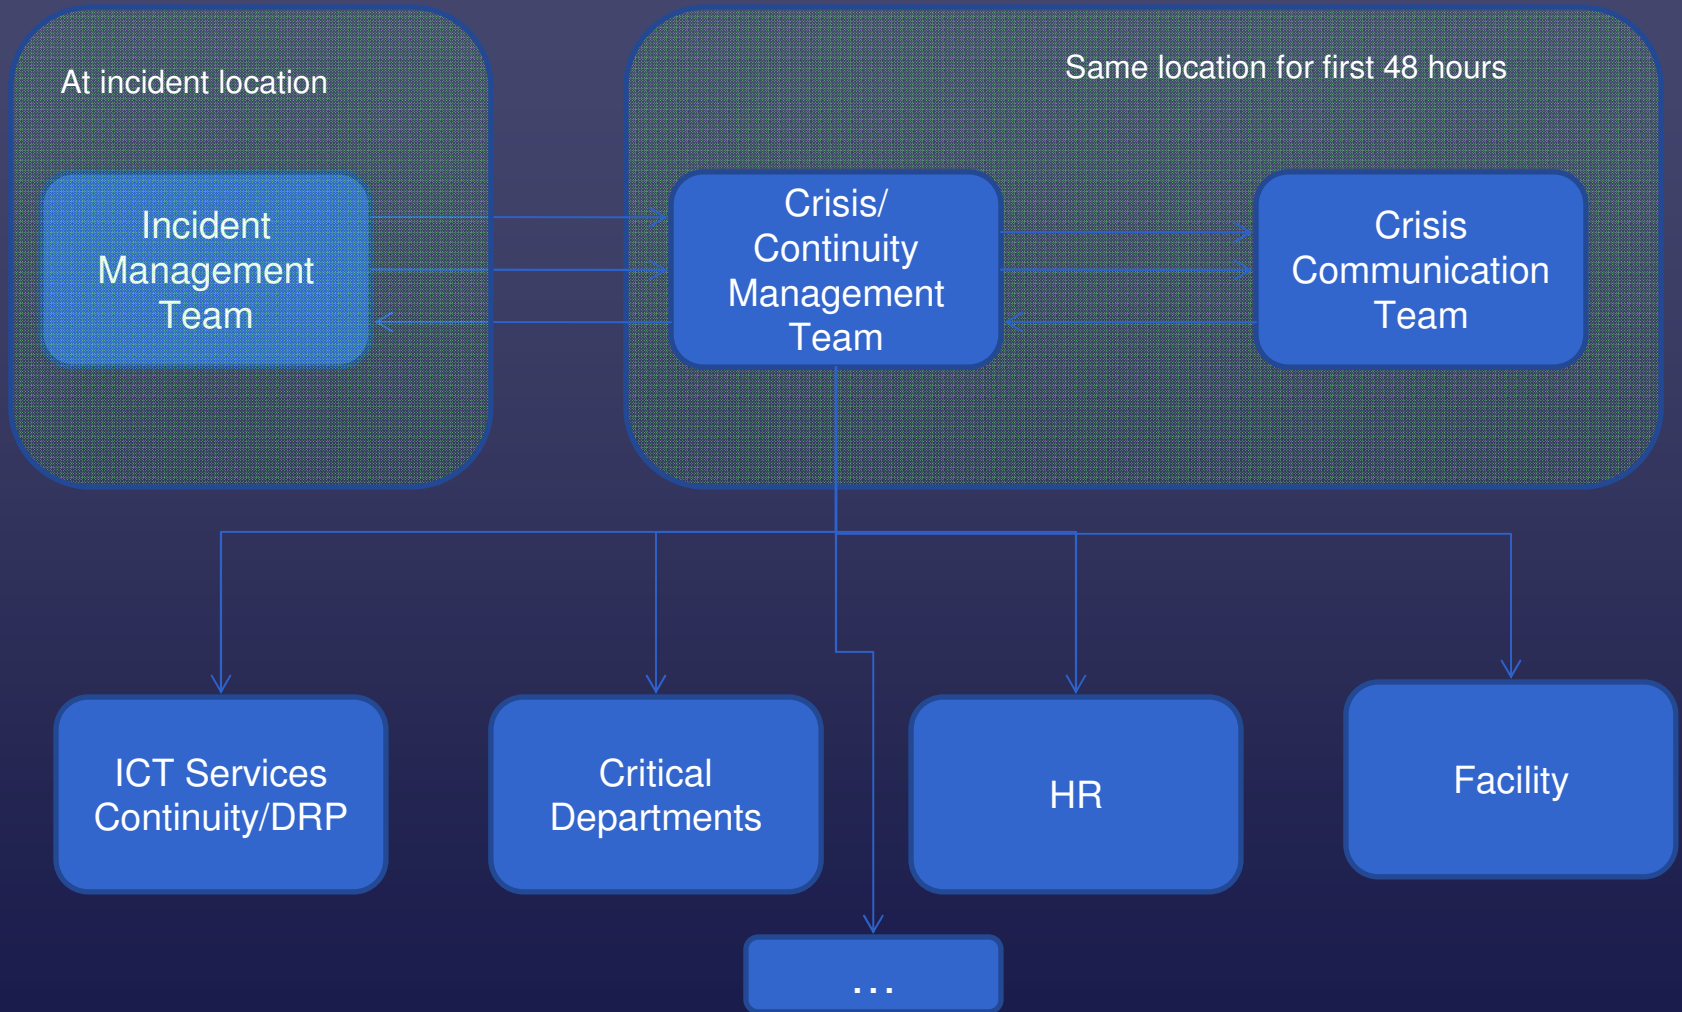 At incident location
Same location for first 48 hours
Incident
Management
Team
Crisis/
Continuity
Management
Team
Crisis
Communication
Team
ICT Services
Continuity/DRP
Critical
Departments
HR
Facility
...